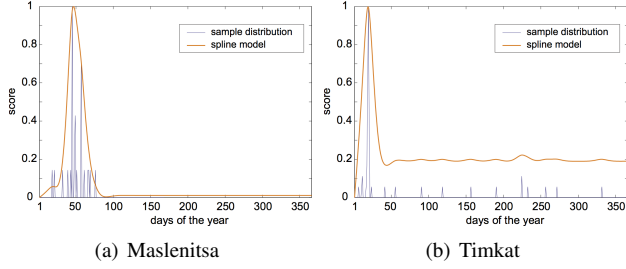 1
0.8
0.6
0.4
0.2
0
score
1
50
100
150
200
250
300
350
days of the year
sample distribution
spline model
(a) Maslenitsa
1
0.8
0.6
0.4
0.2
0
score
1
50
100
150
200
250
300
350
days of the year
sample distribution
spline model
(b) Timkat